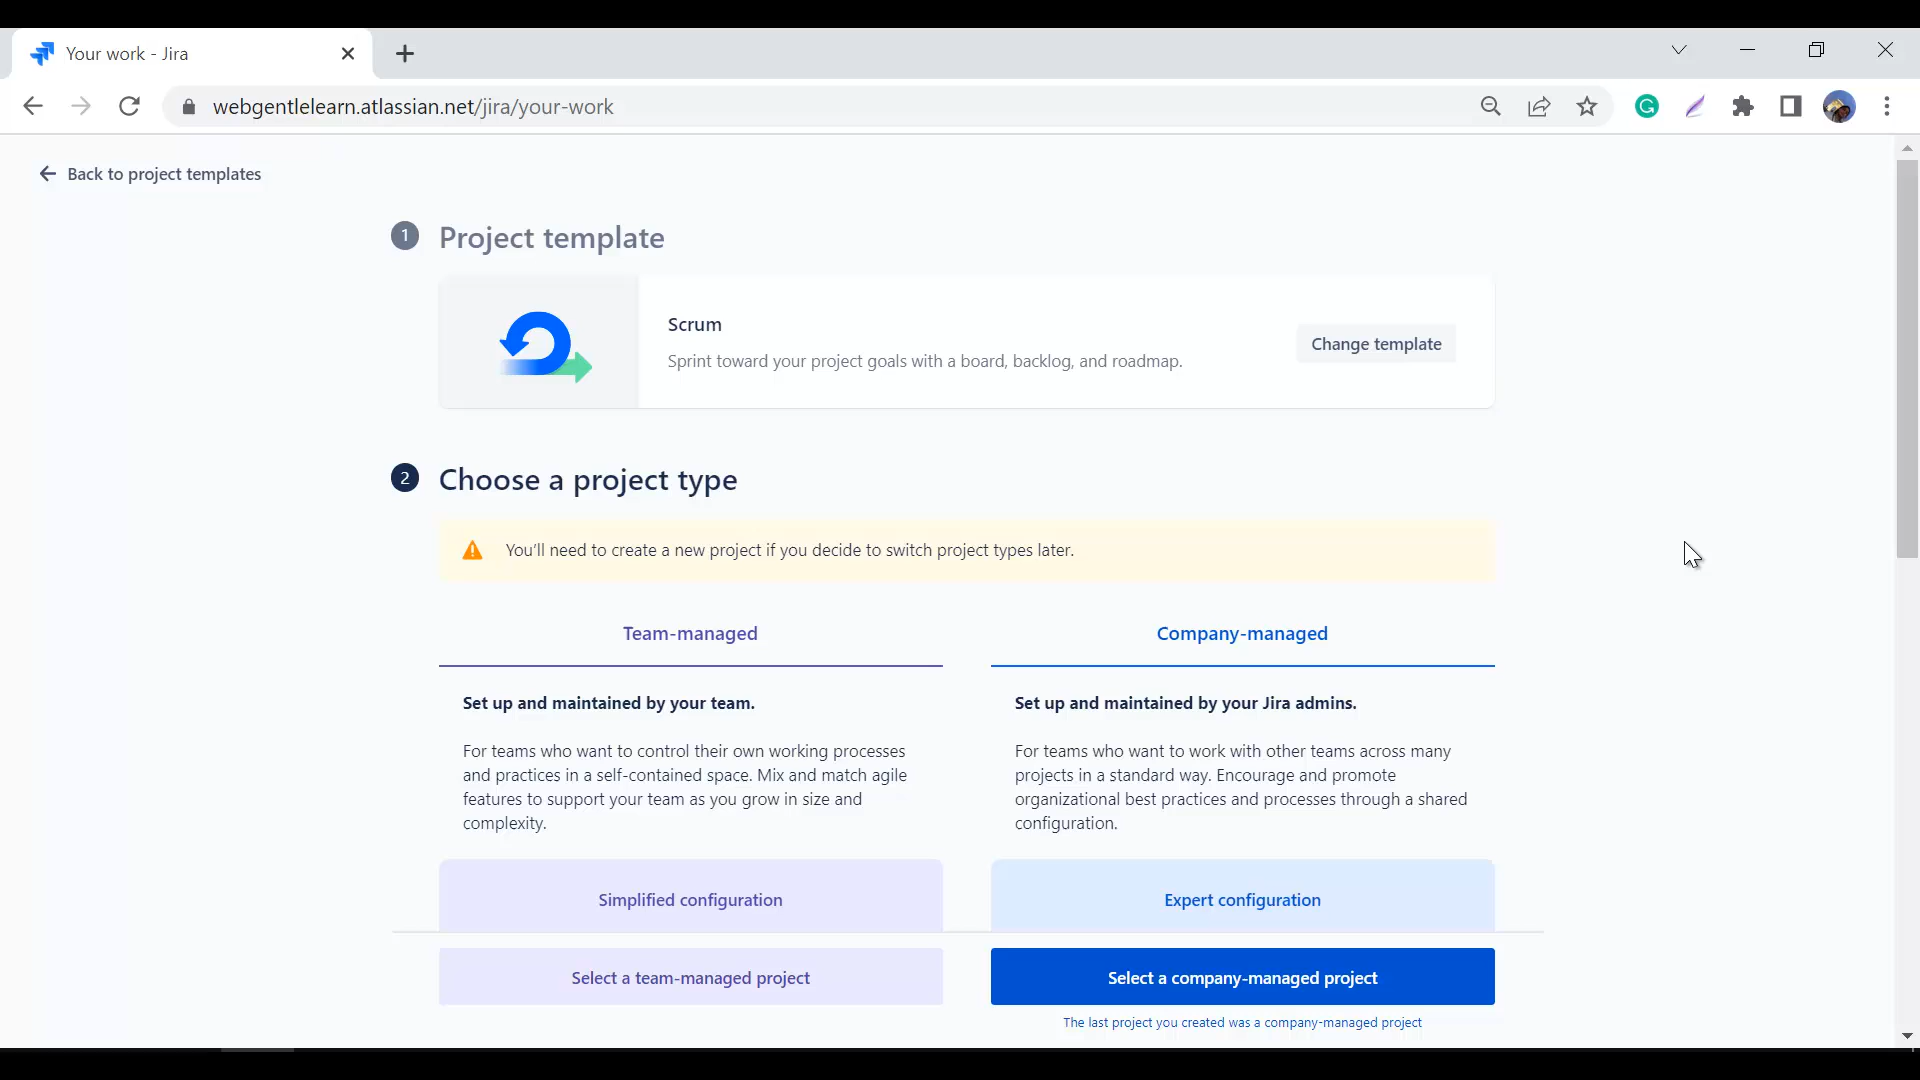 Your work - Jira
webgentlelearn.atlassian.net/jira/your-work
Back to project templates
1 Project template
Scrum
Sprint toward your project goals with a board, backlog, and roadmap.
Change template
2 Choose a project type
You'll need to create a new project if you decide to switch project types later.
Team-managed
Set up and maintained by your team.
For teams who want to control their own working processes
and practices in a self-contained space. Mix and match agile
features to support your team as you grow in size and
complexity.
Simplified configuration
Select a team-managed project
Company-managed
Set up and maintained by your Jira admins.
For teams who want to work with other teams across many
projects in a standard way. Encourage and promote
organizational best practices and processes through a shared
configuration.
Expert configuration
Select a company-managed project
The last project you created was a company-managed project